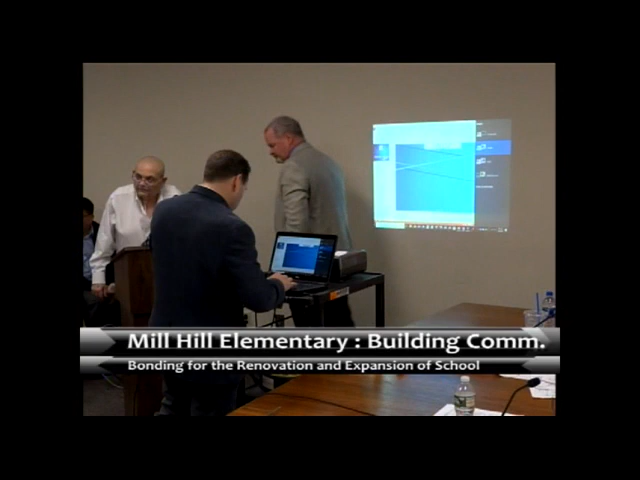 Mill Hill Elementary : Building Comm.
Bonding for the Renovation and Expansion of School